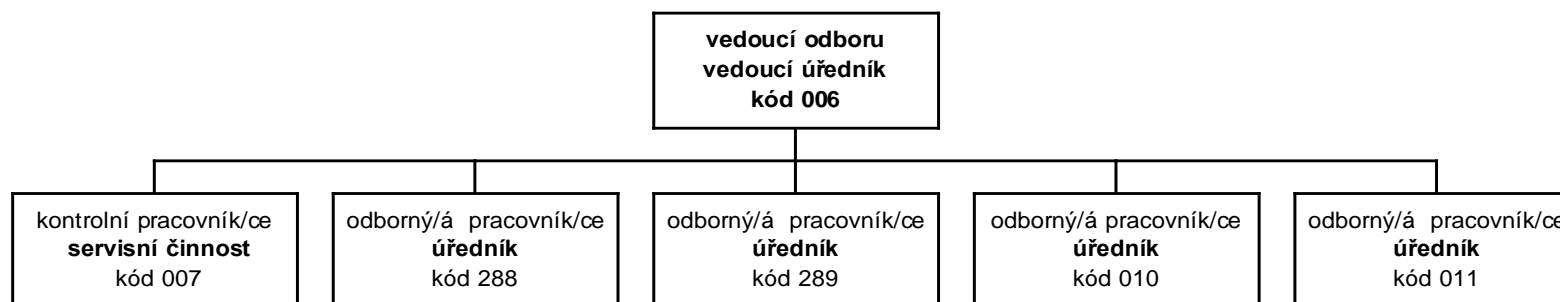 vedoucí odboru
vedoucí úředník
kód 006
kontrolní pracovník/ce
servisní činnost
kód 007
odborný/á pracovník/ce
úředník
kód 288
odborný/á pracovník/ce
úředník
kód 289
odborný/á pracovník/ce
úředník
kód 010
odborný/á pracovník/ce
úředník
kód 011